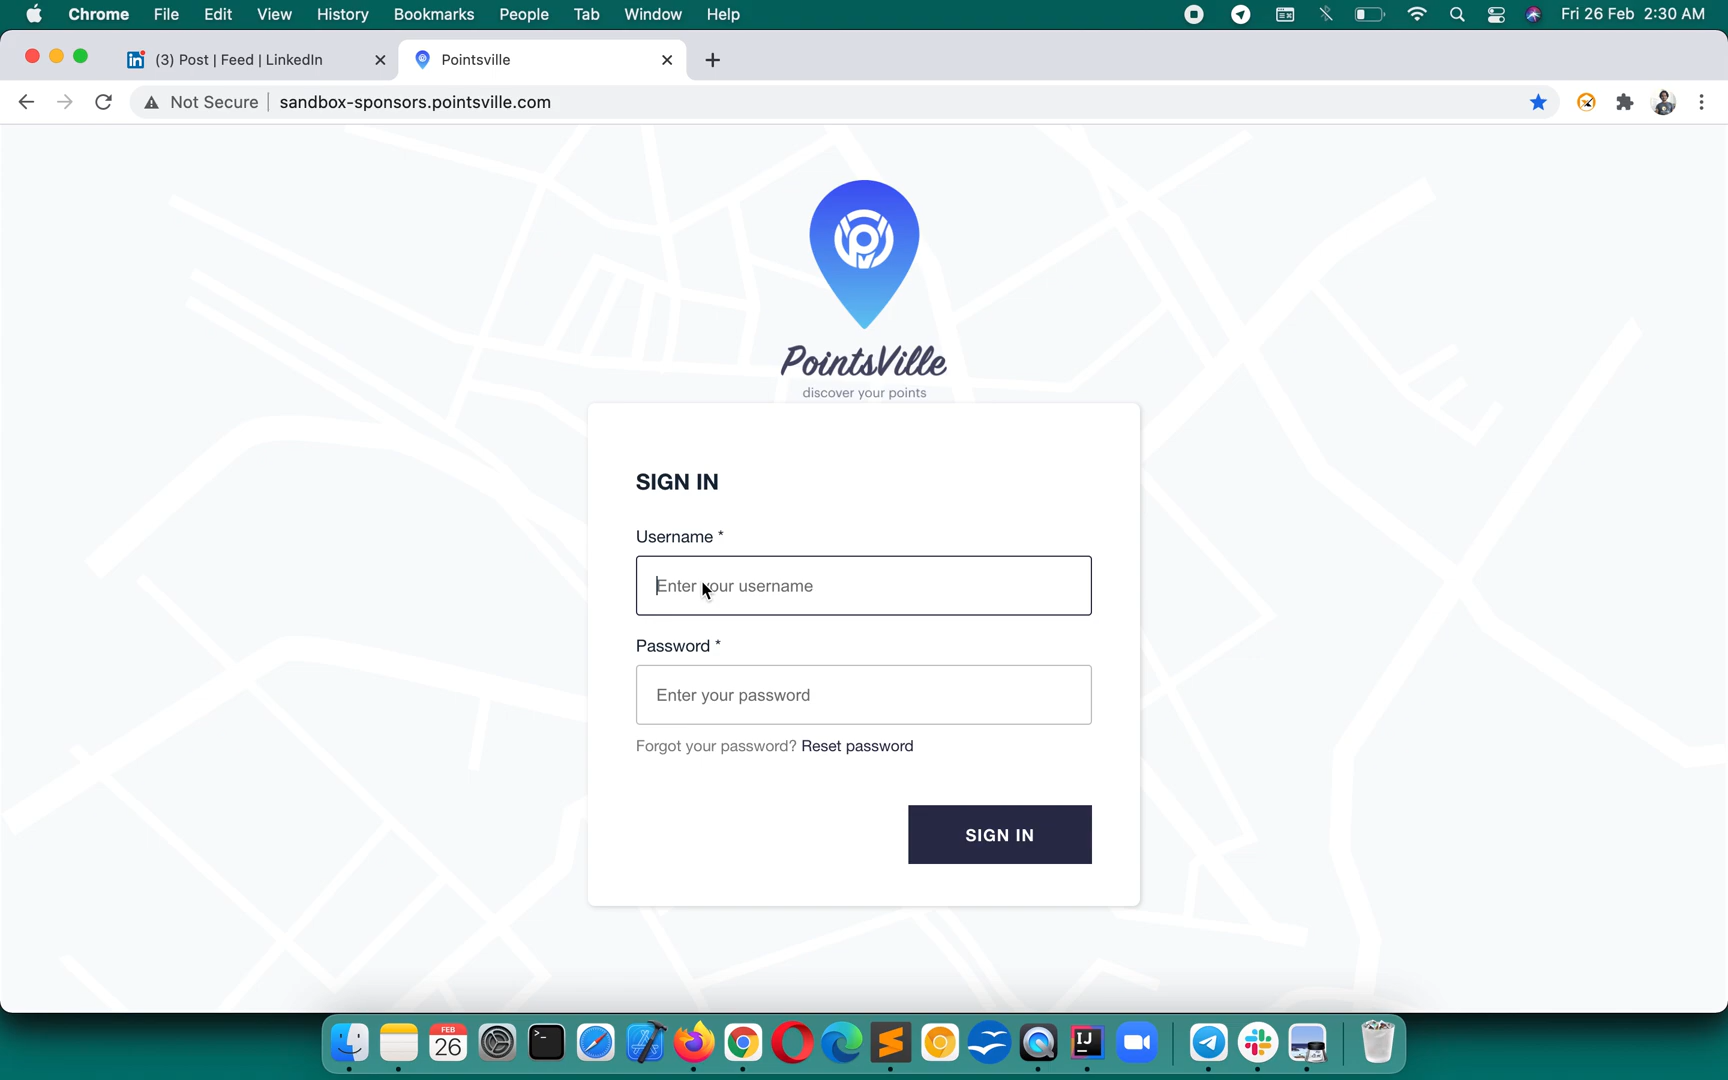 Chrome File Edit View History Bookmarks People Tab Window Help Fri 26 Feb 2:30 AM
(3) Post | Feed | LinkedIn Pointsville
Not Secure sandbox-sponsors.pointsville.com
PointsVille
discover your points
SIGN IN
Username *
Enter your username
Password *
Enter your password
Forgot your password? Reset password
SIGN IN
FEB
26
IJ